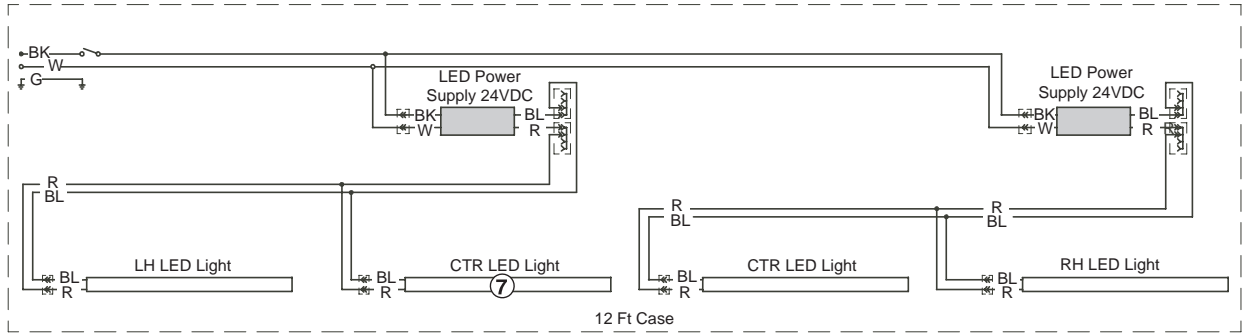 BK
W
G
LED Power
Supply 24VDC
BK
BL
W
R
LED Power
Supply 24VDC
BK
BL
W
R
R
BL
R
BL
R
BL
R
BL
LH LED Light
BL
R
CTR LED Light
BL
R
7
CTR LED Light
BL
R
RH LED Light
BL
R
12 Ft Case